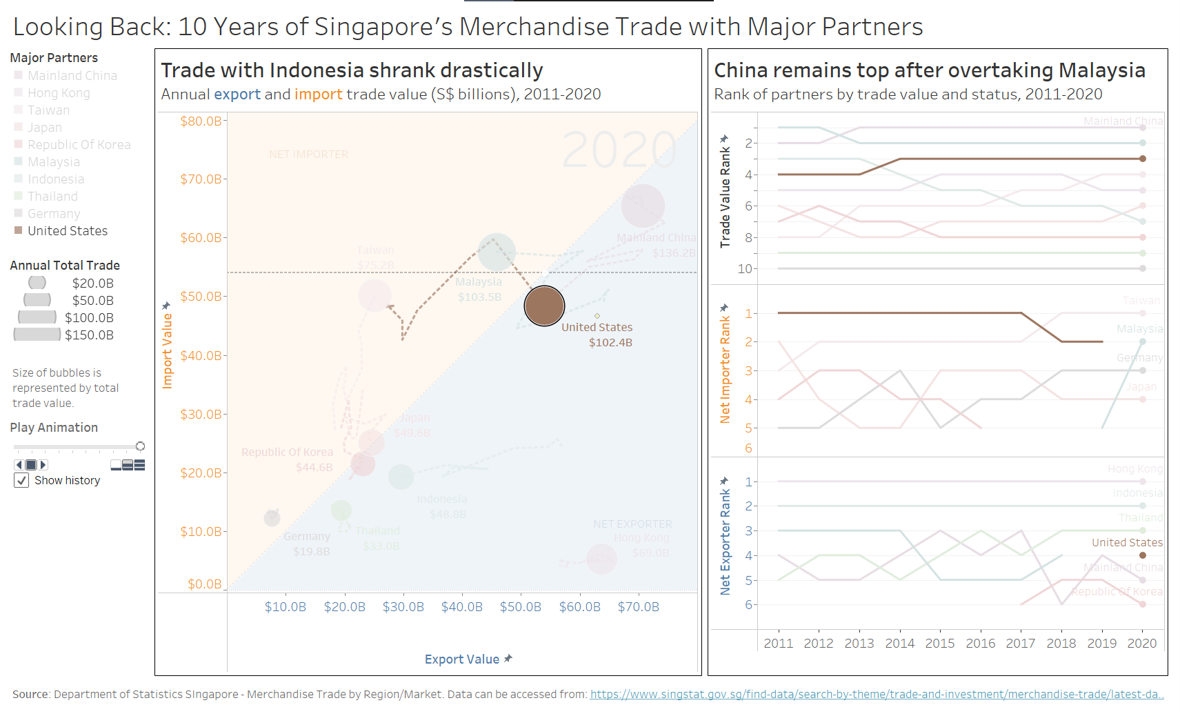 Looking Back: 10 Years of Singapore's Merchandise Trade with Major Partners
Major Partners
Mainland China
Hong Kong
Taiwan
Japan
Republic Of Korea
Malaysia
Indonesia
Thailand
Germany
United States
Annual Total Trade
$20.0B
$50.0B
$100.0B
$150.0B
Size of bubbles is
represented by total
trade value.
Play Animation
Show history
Trade with Indonesia shrank drastically
Annual export and import trade value (S$ billions), 2011-2020
$80.0B
$70.0B
$60.0B
$50.0B
$40.0B
$30.0B
$20.0B
$10.0B
$0.0B
Import Value
NET IMPORTER
2020
Taiwan
$75.2B
Mainland China
$136.2B
Malaysia
$103.5B
United States
$102.4B
Japan
$49.6B
Republic Of Korea
$44.6B
Indonesia
$48.8B
Germany
$19.8B
Thailand
$33.0B
NET EXPORTER
Hong Kong
$69.0B
$10.0B
$20.0B
$30.0B
$40.0B
$50.0B
$60.0B
$70.0B
Export Value
China remains top after overtaking Malaysia
Rank of partners by trade value and status, 2011-2020
Trade Value Rank
2
4
6
8
10
Mainland China
Net Importer Rank
1
2
3
4
5
6
Taiwan
Malaysia
Germany
Japan
Net Exporter Rank
1
2
3
4
5
6
Hong Kong
Indonesia
Thailand
United States
Mainland China
Republic Of Korea
2011
2012
2013
2014
2015
2016
2017
2018
2019
2020
Source: Department of Statistics SIngapore - Merchandise Trade by Region/Market. Data can be accessed from: https://www.singstat.gov.sg/find-data/search-by-theme/trade-and-investment/merchandise-trade/latest-da..